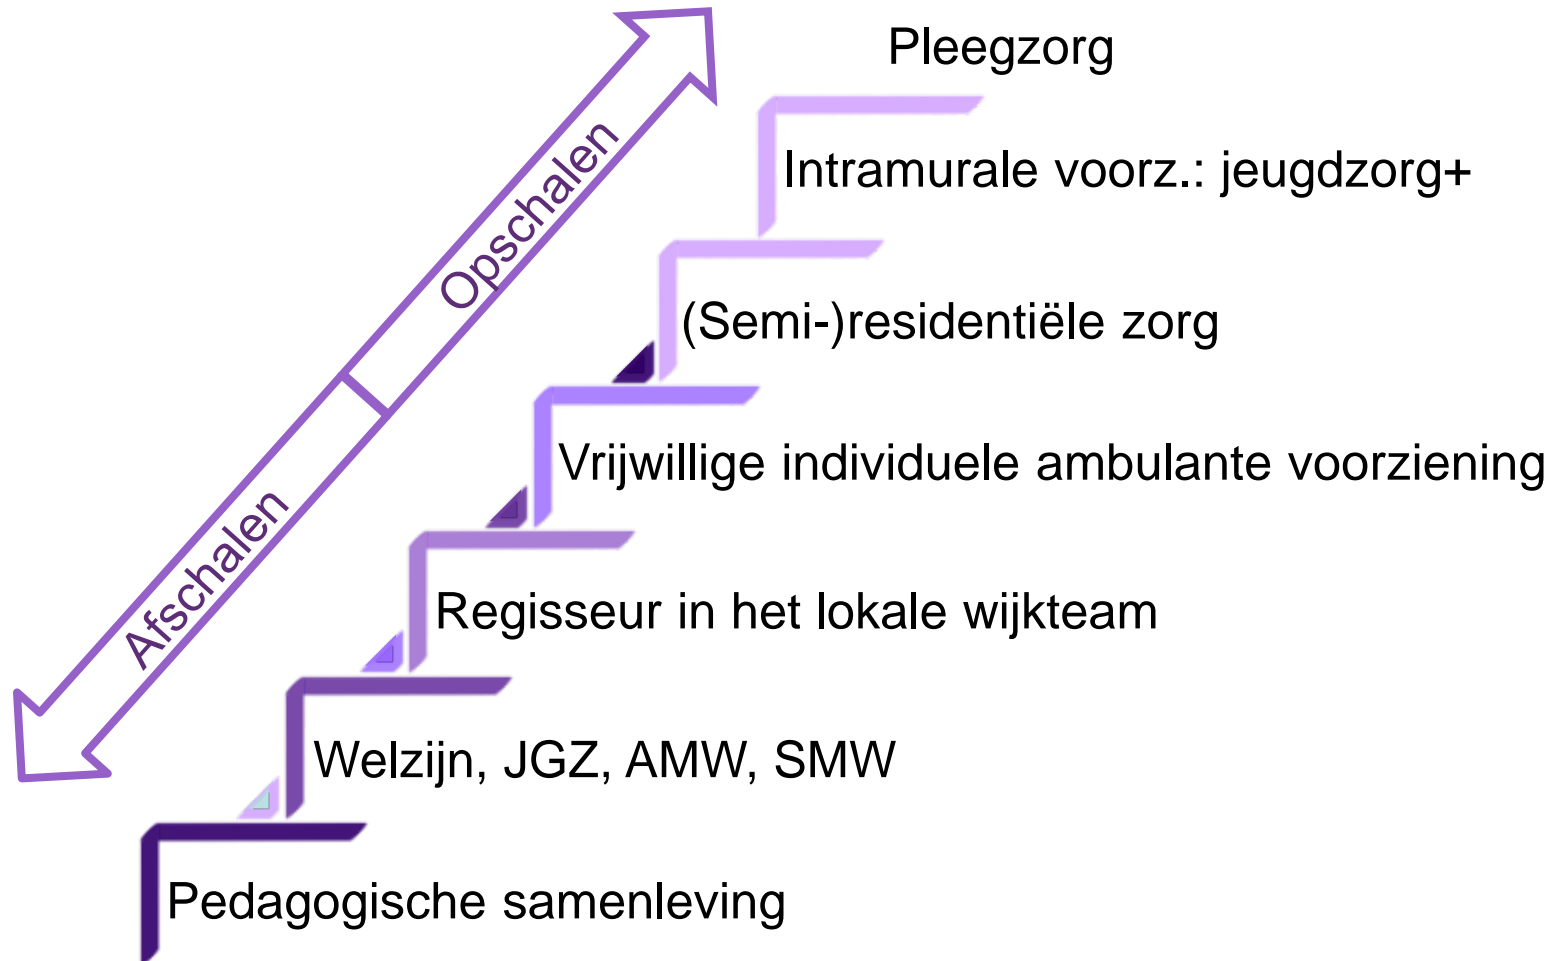 Pleegzorg
Intramurale voorz.: jeugdzorg+
Opschalen
(Semi-)residentiële zorg
Vrijwillige individuele ambulante voorziening
Afschalen
Regisseur in het lokale wijkteam
Welzijn, JGZ, AMW, SMW
Pedagogische samenleving